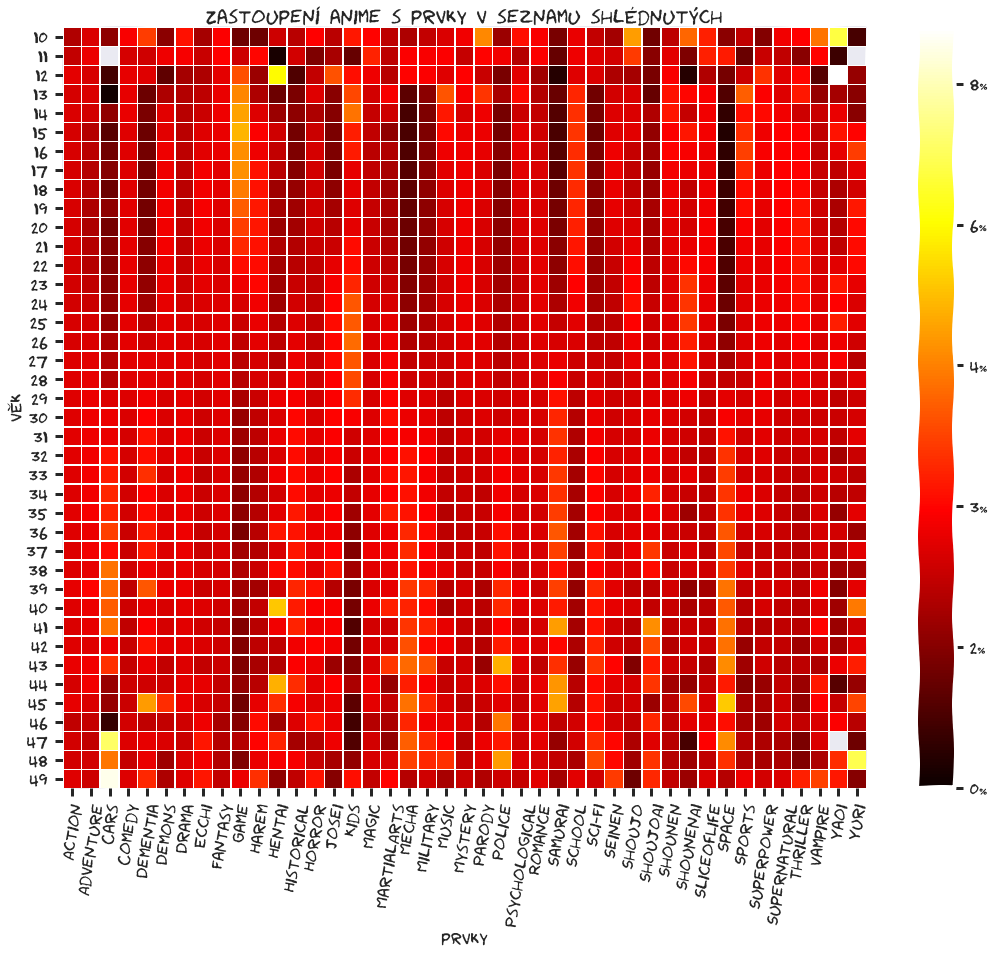 ZASTOUPENÍ ANIME S PRVKY V SEZNAMU SHLÉDNUTÝCH
10
11
12
13
14
15
16
17
18
19
20
21
22
23
24
25
26
27
28
29
30
31
32
33
34
35
36
37
38
39
40
41
42
43
44
45
46
47
48
49
VĚK
8%
6%
4%
3%
2%
0%
ACTION
ADVENTURE
CARS
COMEDY
DEMENTIA
DEMONS
DRAMA
ECCHI
FANTASY
GAME
HAREM
HENTAI
HISTORICAL
HORROR
JOSEI
KIDS
MAGIC
MARTIALARTS
MECHA
MILITARY
MUSIC
MYSTERY
PARODY
POLICE
PSYCHOLOGICAL
ROMANCE
SAMURAI
SCHOOL
SCI-FI
SEINEN
SHOUJO
SHOUJOAI
SHOUNEN
SHOUNENAI
SLICEOFLIFE
SPACE
SPORTS
SUPERPOWER
SUPERNATURAL
THRILLER
VAMPIRE
YAOI
YURI
PRVKY